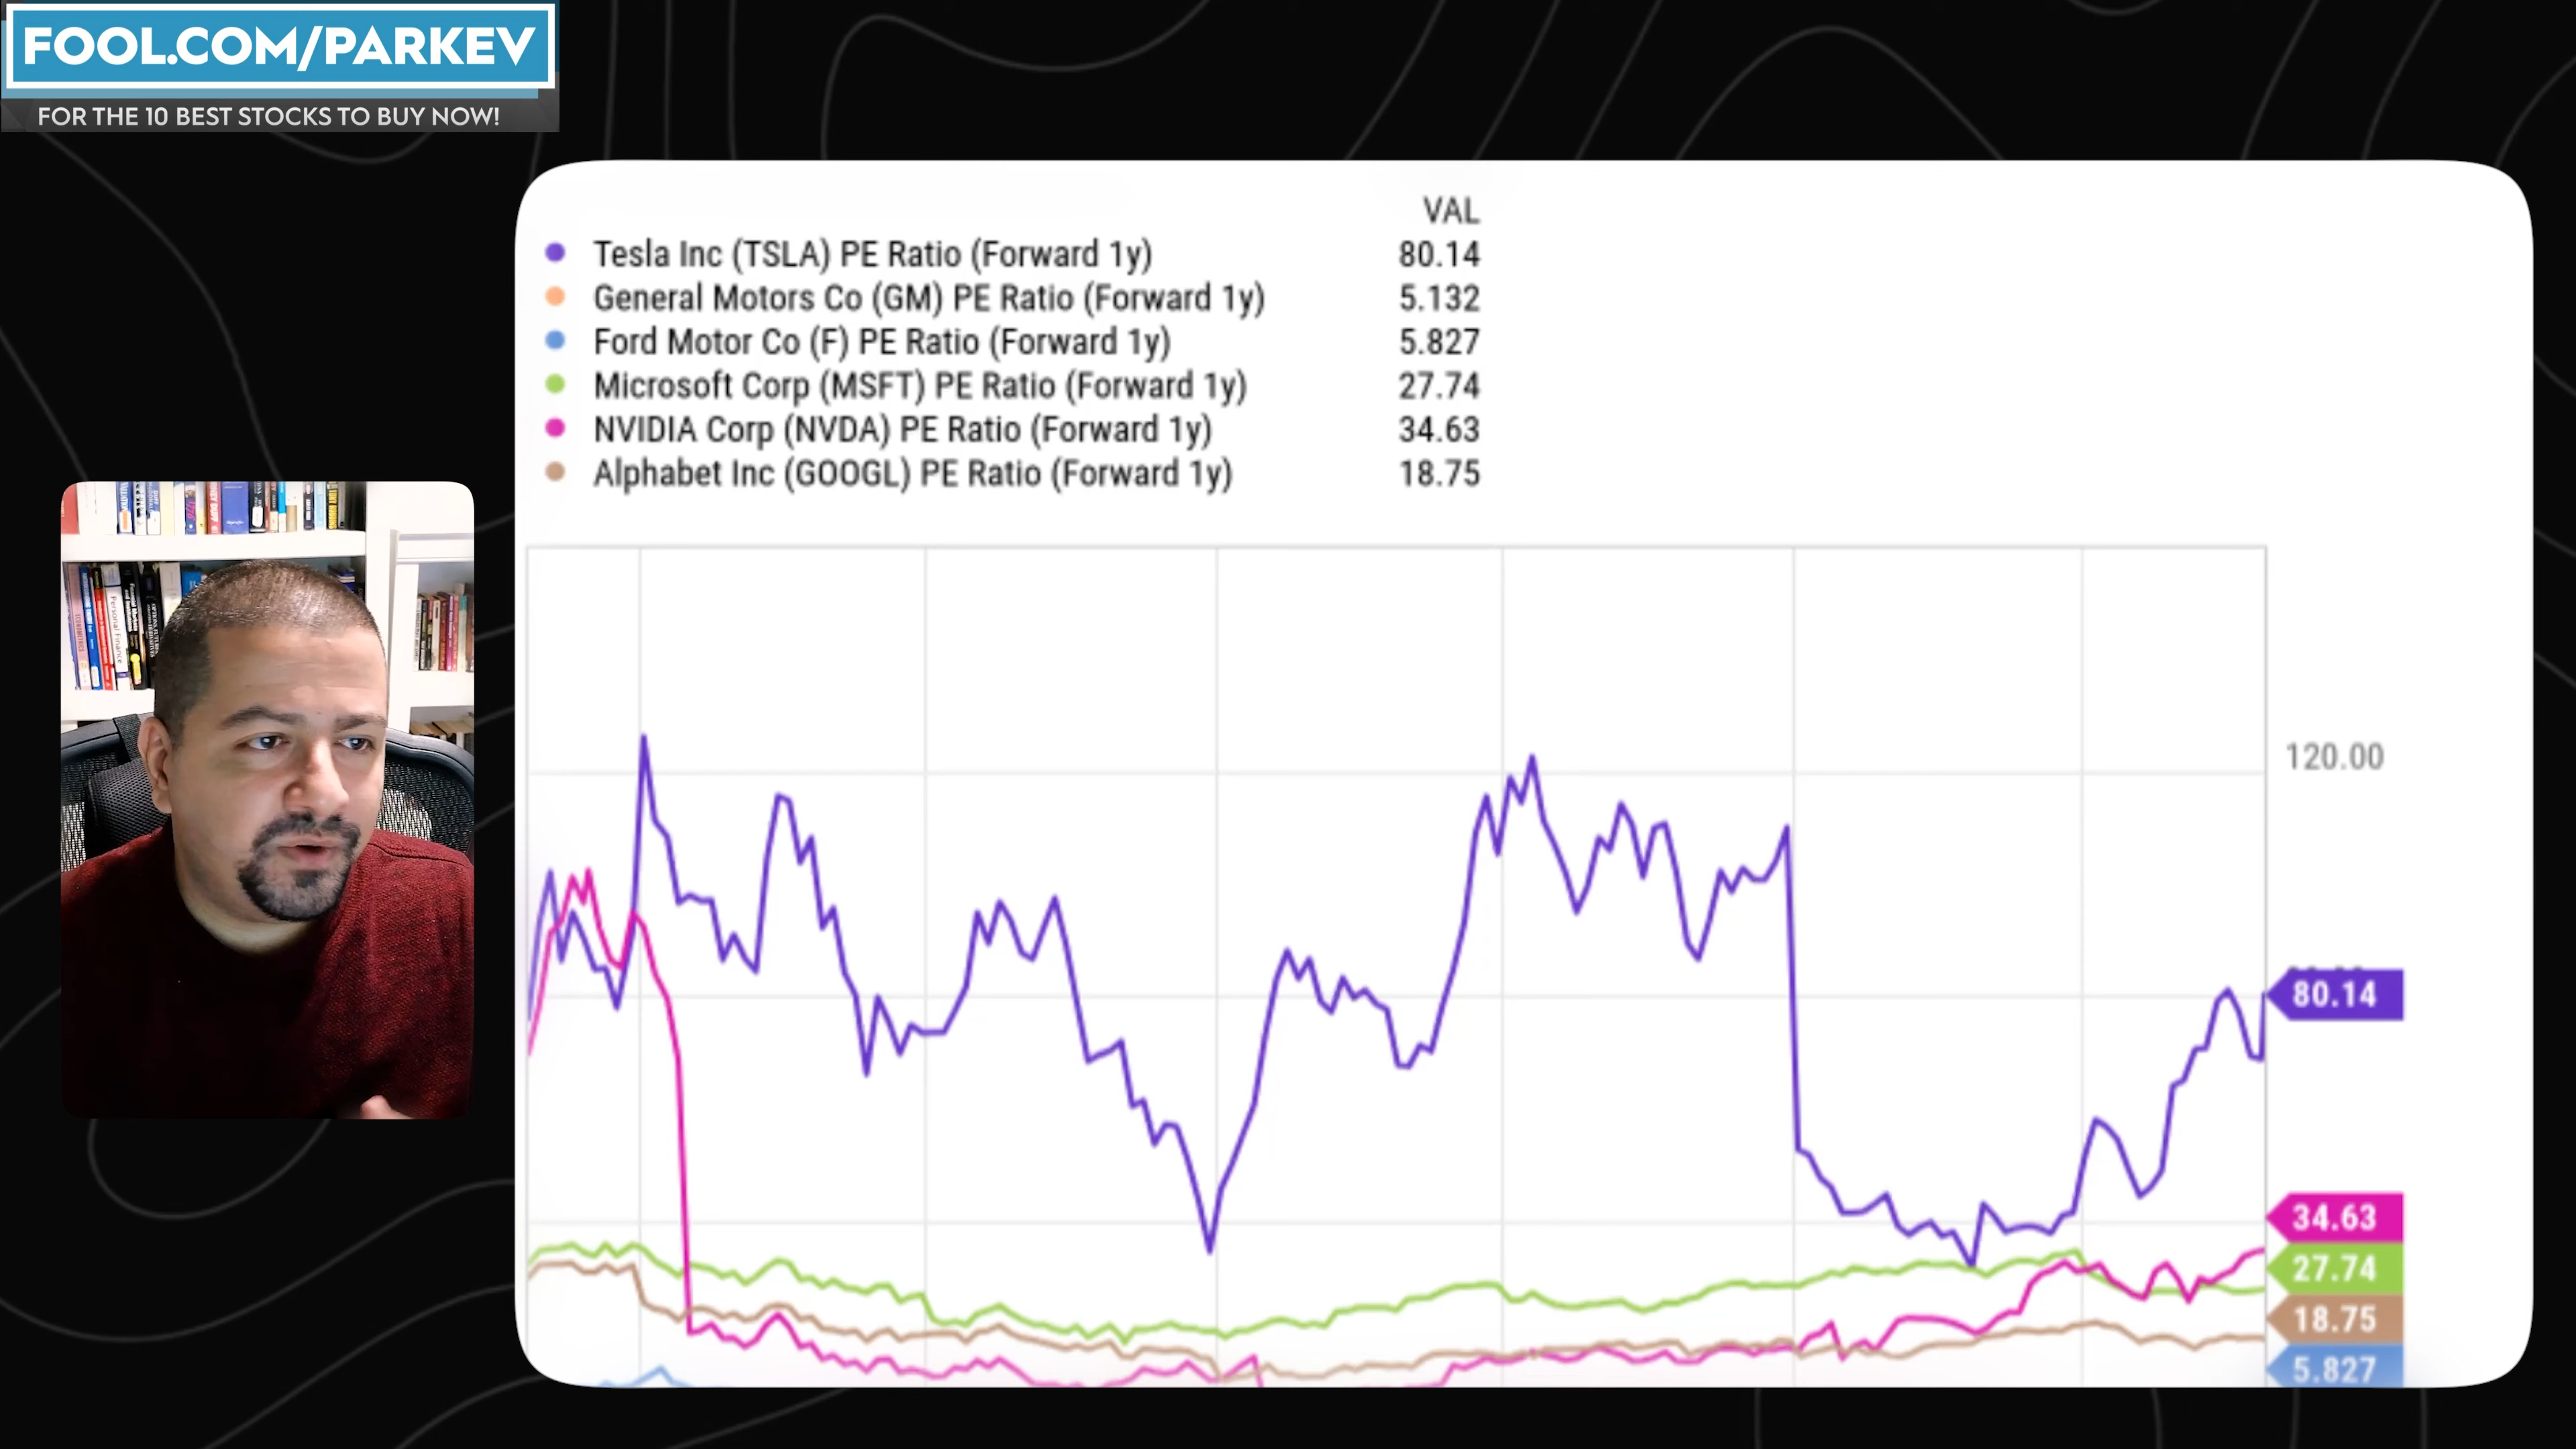 FOOL.COM/PARKEV
FOR THE 10 BEST STOCKS TO BUY NOW!
VAL
Tesla Inc (TSLA) PE Ratio (Forward 1y) 80.14
General Motors Co (GM) PE Ratio (Forward 1y) 5.132
Ford Motor Co (F) PE Ratio (Forward 1y) 5.827
Microsoft Corp (MSFT) PE Ratio (Forward 1y) 27.74
NVIDIA Corp (NVDA) PE Ratio (Forward 1y) 34.63
Alphabet Inc (GOOGL) PE Ratio (Forward 1y) 18.75
120.00
80.14
34.63
27.74
18.75
5.827
Personal Finance